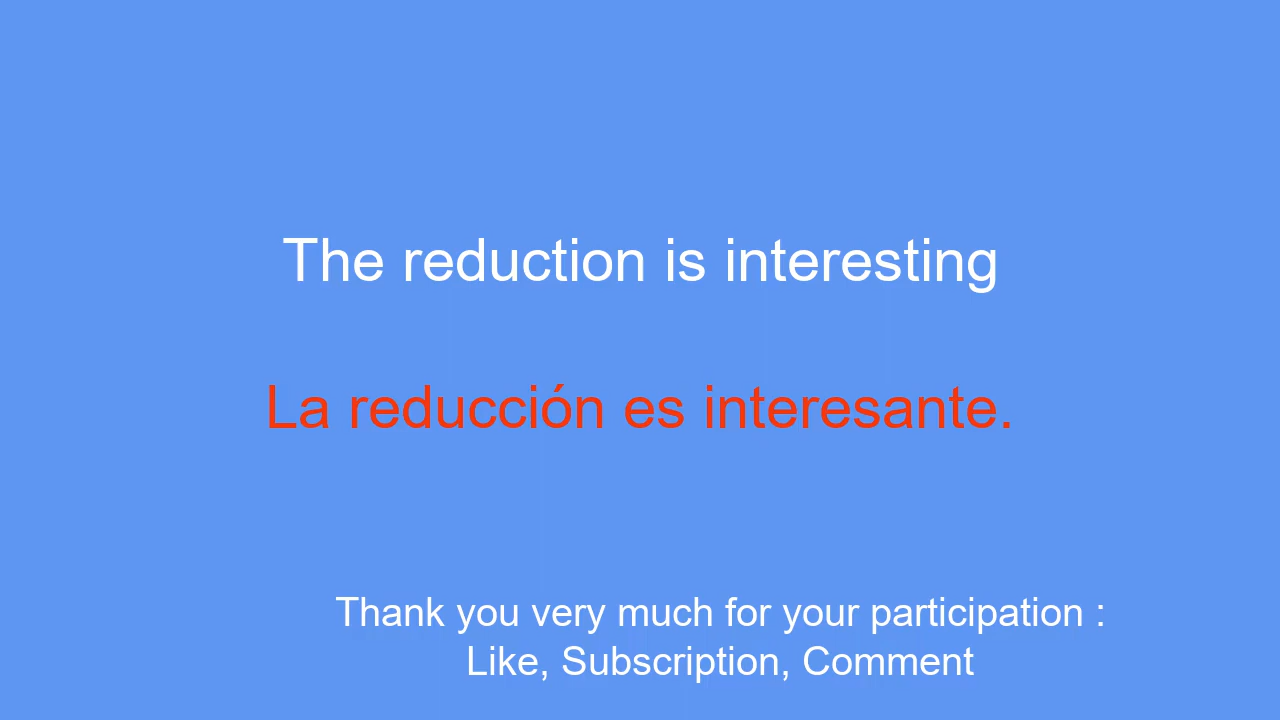 The reduction is interesting
La reducción es interesante.
Thank you very much for your participation :
Like, Subscription, Comment